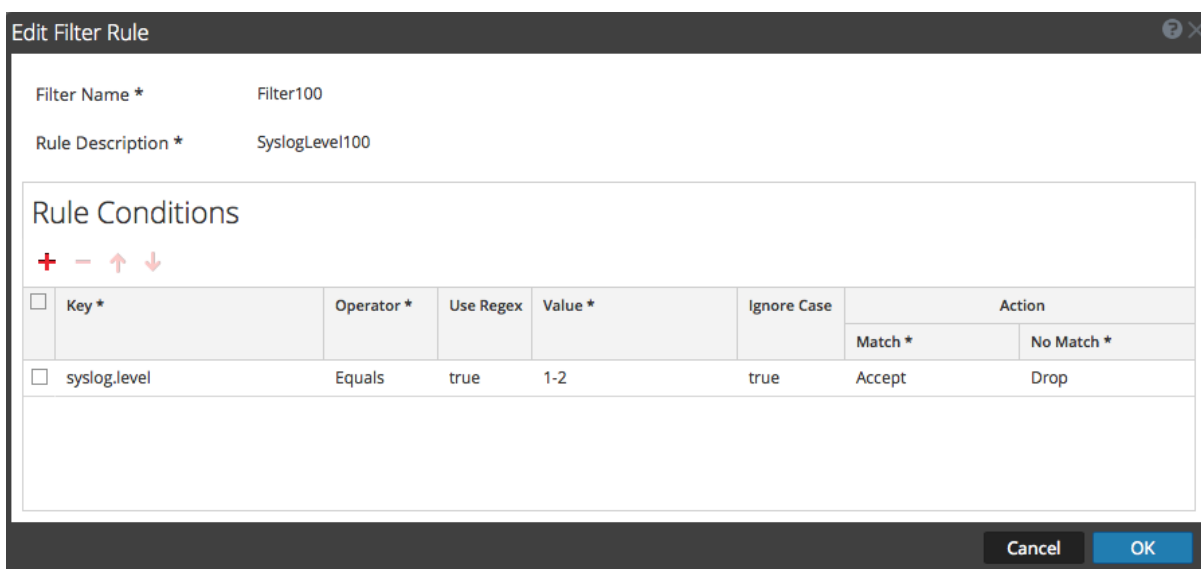 Edit Filter Rule
Filter Name * Filter100
Rule Description * SyslogLevel100
Rule Conditions
Key * Operator * Use Regex Value * Ignore Case Action
Match * No Match *
syslog.level Equals true 1-2 true Accept Drop
Cancel OK